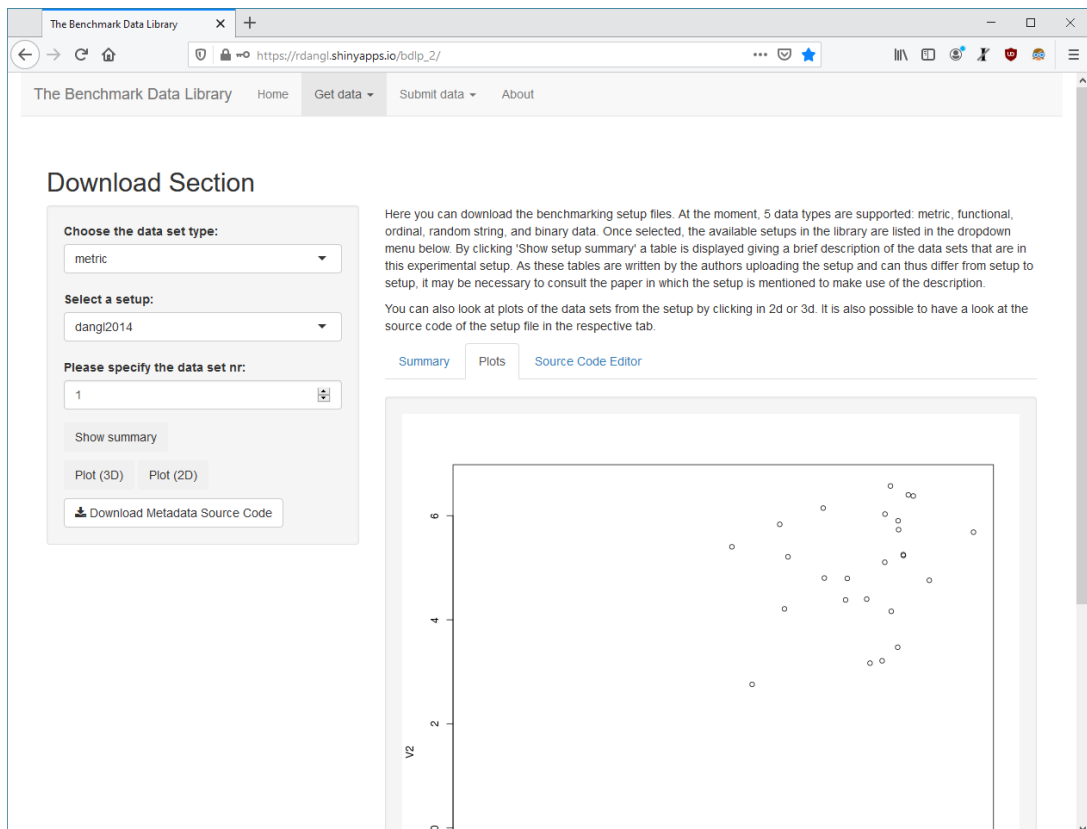 The Benchmark Data Library
https://rdangl.shinyapps.io/bdlp_2/
The Benchmark Data Library Home Get data Submit data About
Download Section
Choose the data set type:
metric
Select a setup:
dangl2014
Please specify the data set nr:
1
Show summary
Plot (3D) Plot (2D)
Download Metadata Source Code
Here you can download the benchmarking setup files. At the moment, 5 data types are supported: metric, functional,
ordinal, random string, and binary data. Once selected, the available setups in the library are listed in the dropdown
menu below. By clicking 'Show setup summary' a table is displayed giving a brief description of the data sets that are in
this experimental setup. As these tables are written by the authors uploading the setup and can thus differ from setup to
setup, it may be necessary to consult the paper in which the setup is mentioned to make use of the description.
You can also look at plots of the data sets from the setup by clicking in 2d or 3d. It is also possible to have a look at the
source code of the setup file in the respective tab.
Summary Plots Source Code Editor
6
4
2
V2
0